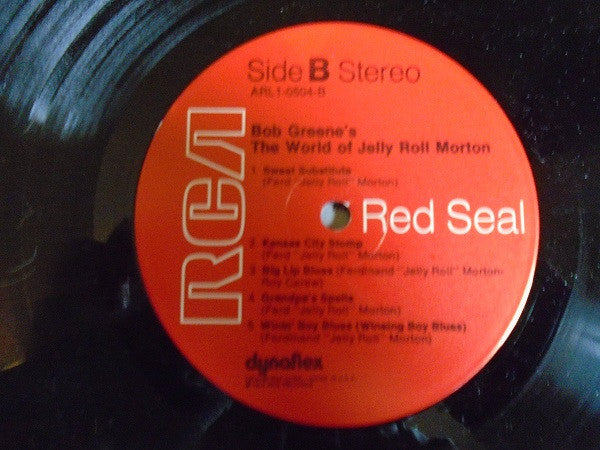 Side B Stereo
ARL1-0504-B
RCA
Bob Greene's
The World of Jelly Roll Morton
1. Sweet Substitute
(Ferd "Jelly Roll" Morton)
Red Seal
2. Kansas City Stomp
(Ferd "Jelly Roll" Morton)
3. Big Lip Blues (Ferdinand "Jelly Roll" Morton-
Roy Carew)
4. Grandpa's Spells
(Ferd "Jelly Roll" Morton)
5. Winin' Boy Blues (Winding Boy Blues)
(Ferdinand "Jelly Roll" Morton)
dynaflex